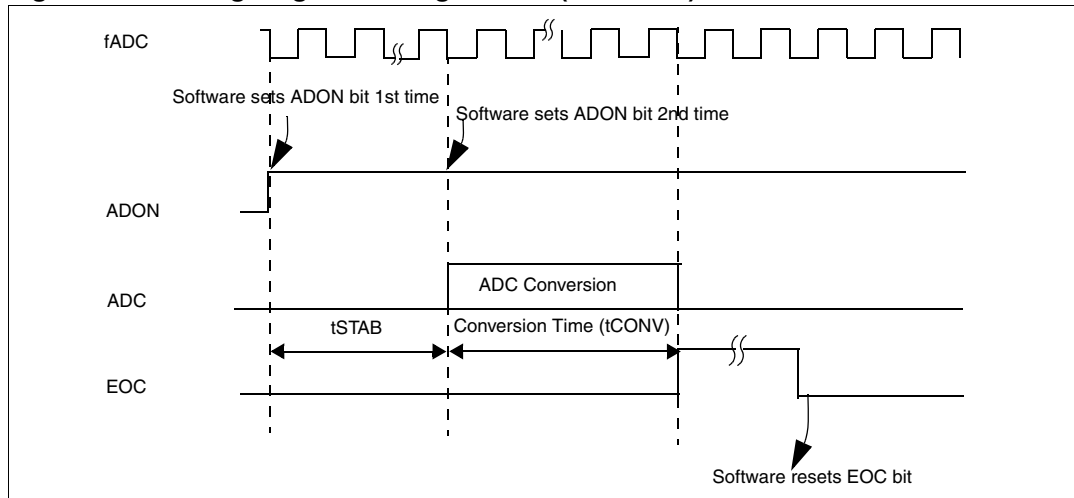 fADC
Software sets ADON bit 1st time
Software sets ADON bit 2nd time
ADON
ADC Conversion
ADC
tSTAB
Conversion Time (tCONV)
EOC
Software resets EOC bit